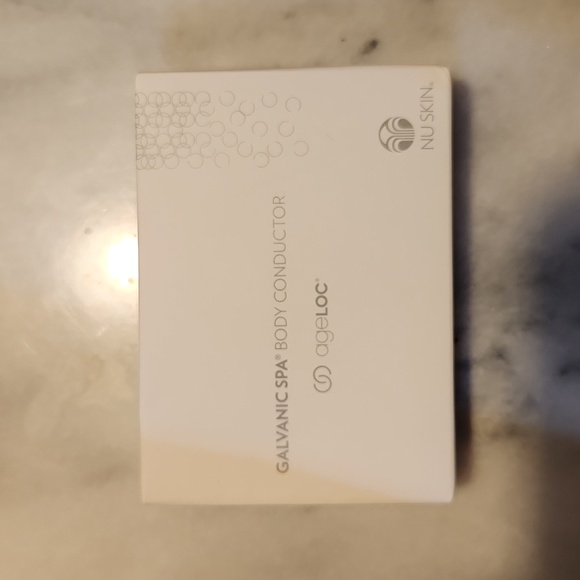 NU SKIN®
GALVANIC SPA® BODY CONDUCTOR
ageLOC®